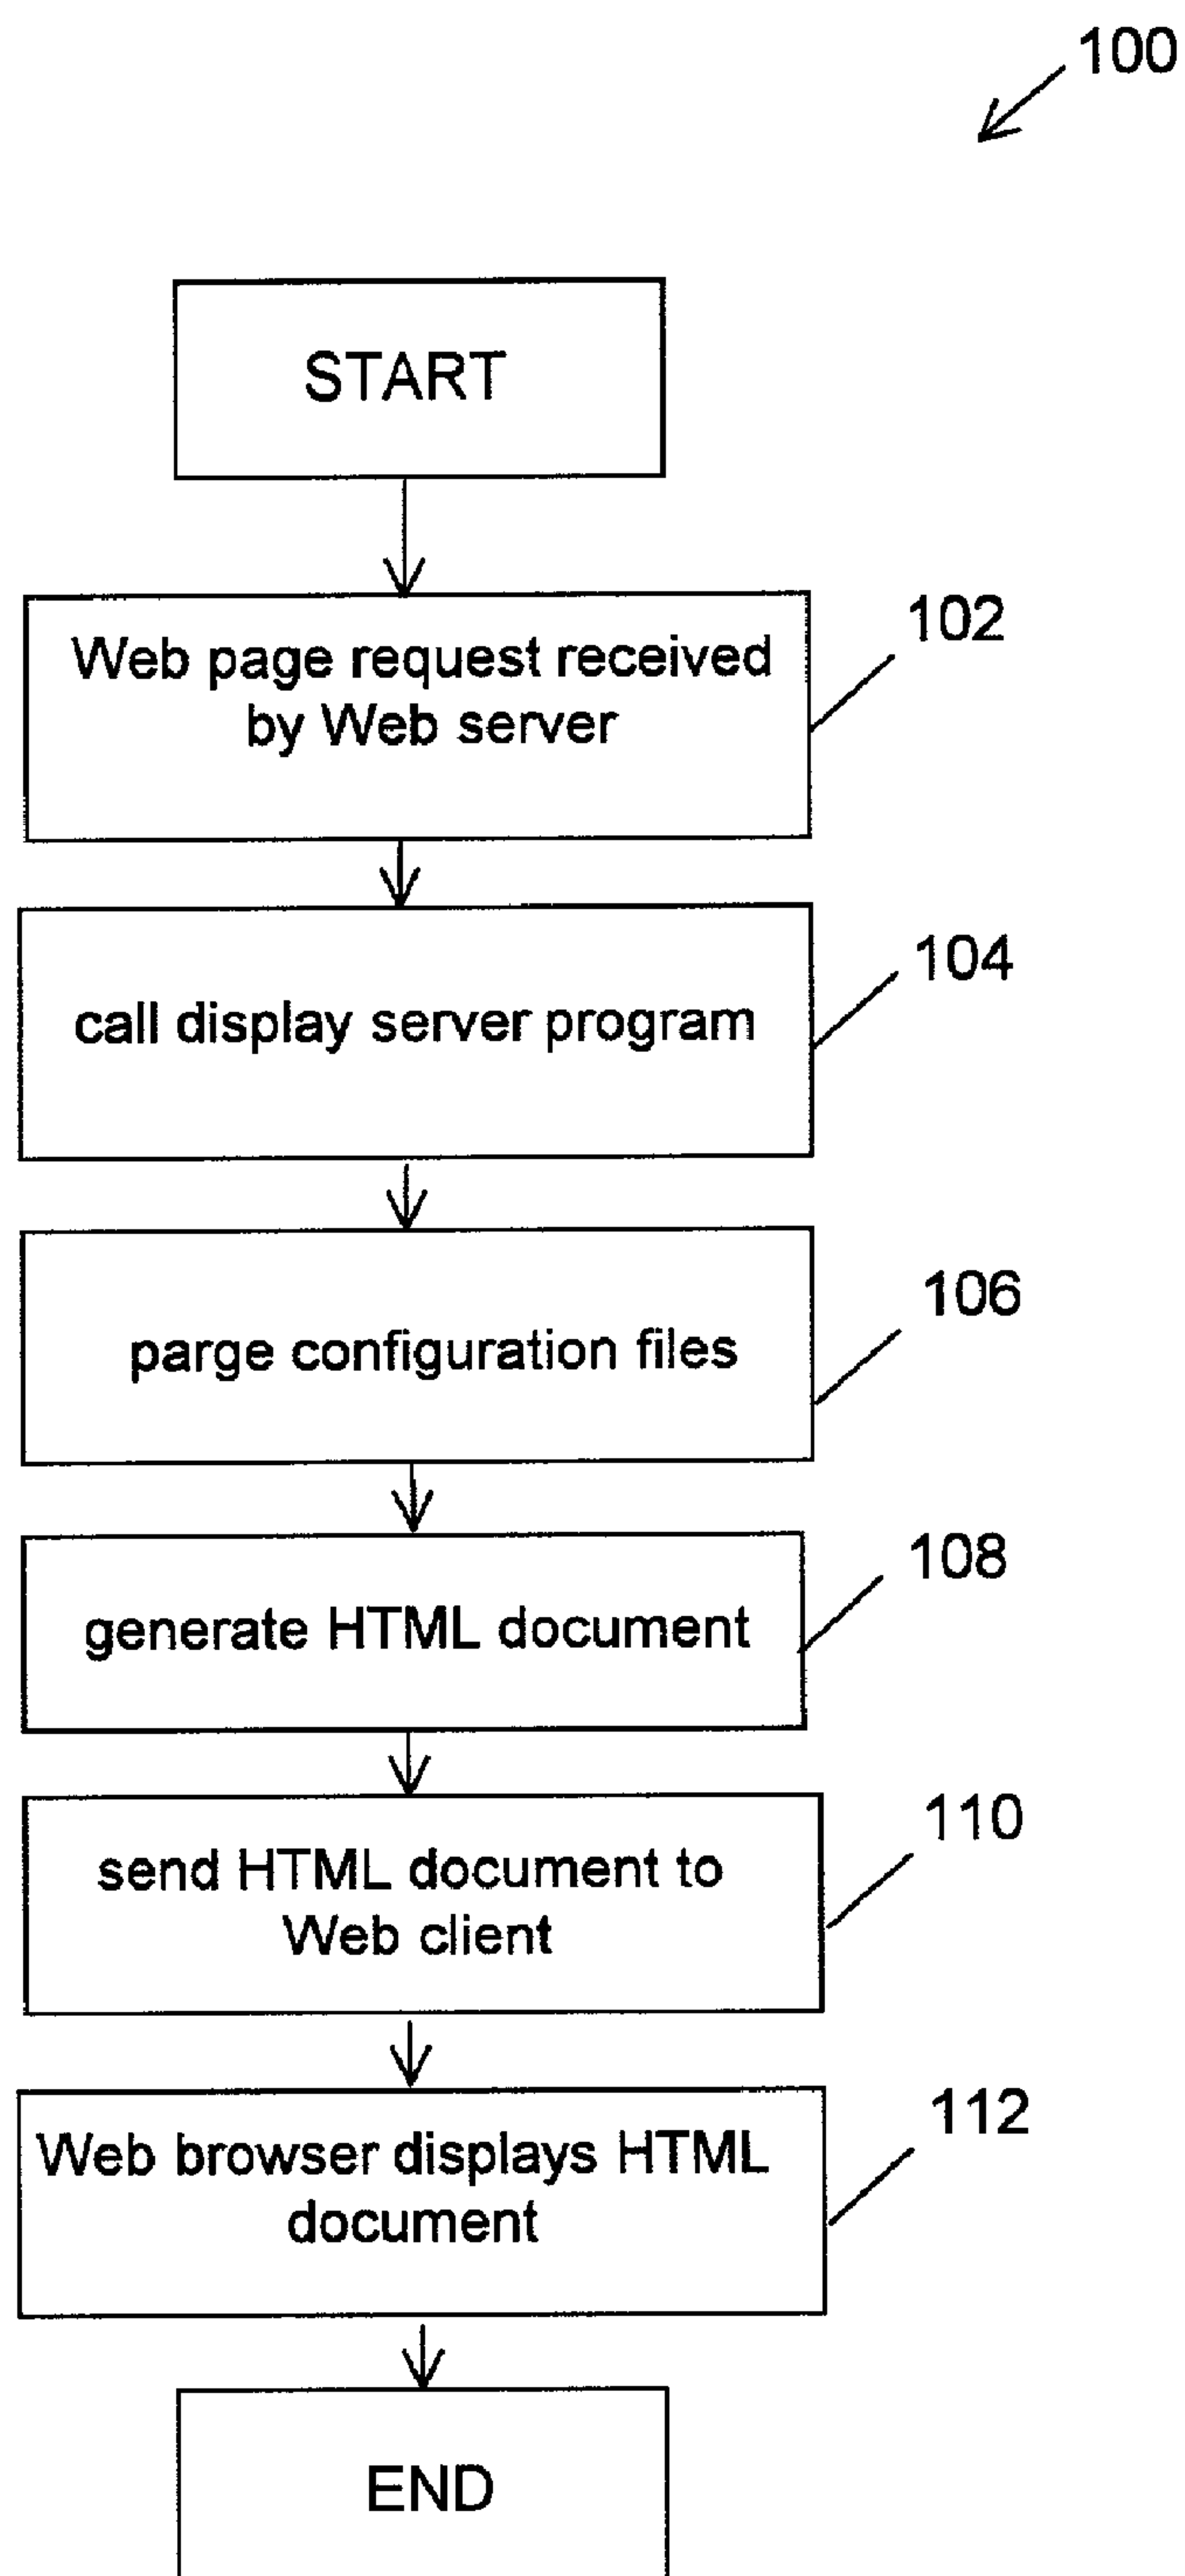 100
START
Web page request received
by Web server
102
call display server program
104
parge configuration files
106
generate HTML document
108
send HTML document to
Web client
110
Web browser displays HTML
document
112
END